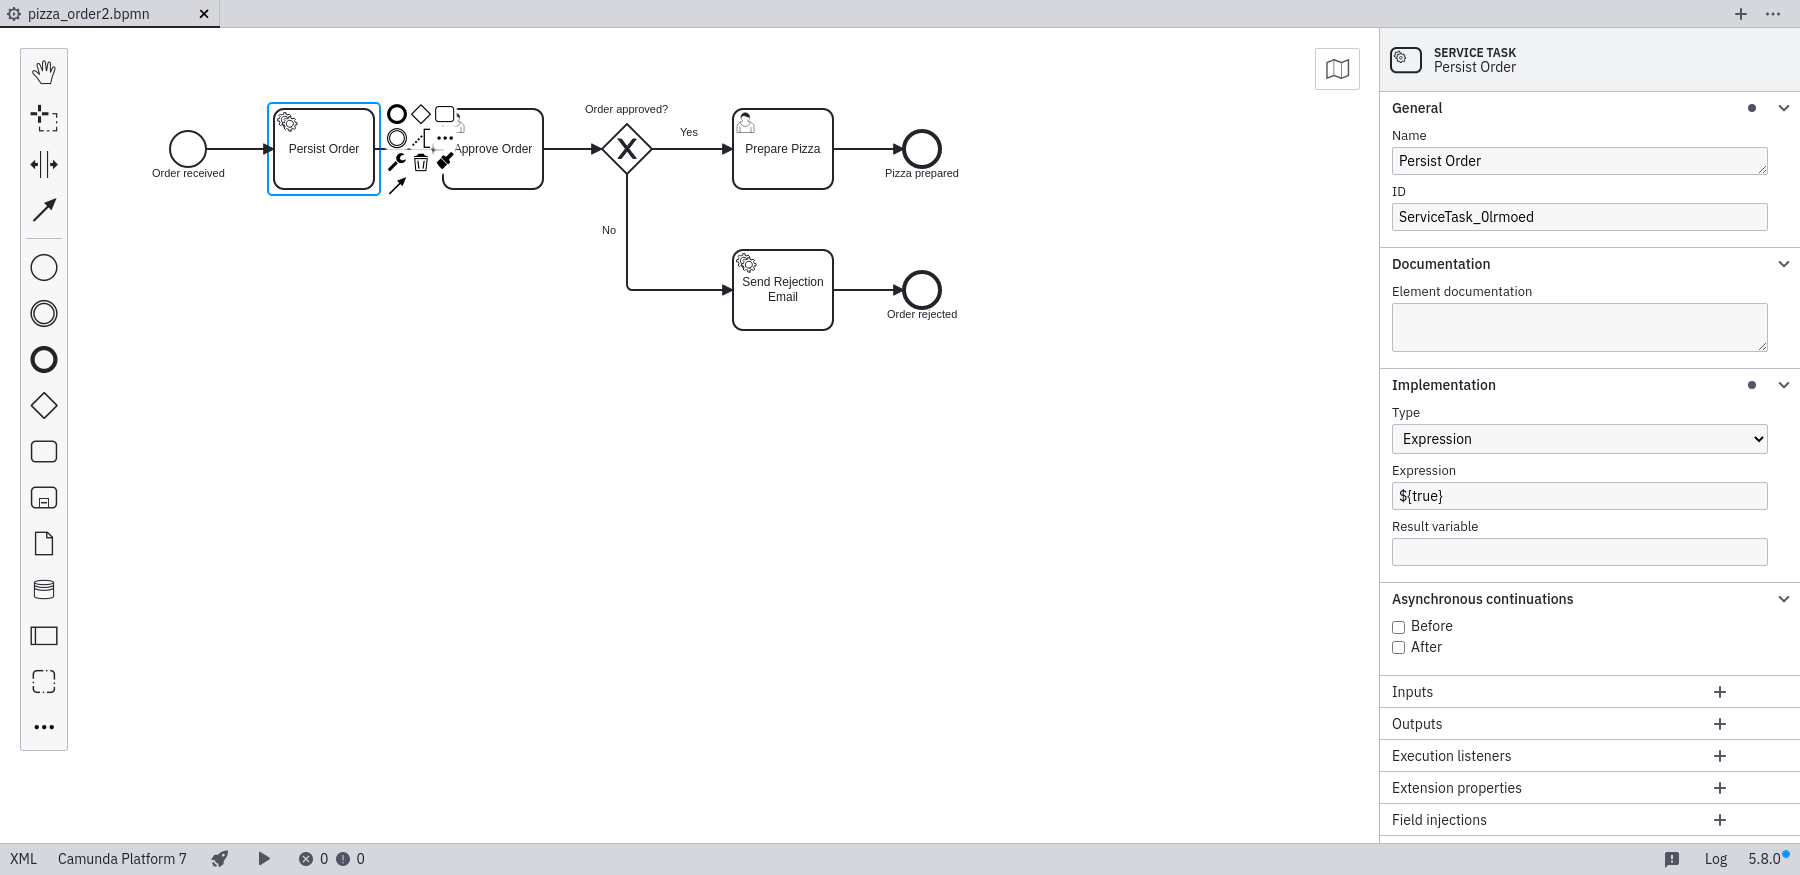 pizza_order2.bpmn
Order received
Persist Order
Approve Order
Order approved?
Yes
No
Prepare Pizza
Pizza prepared
Send Rejection
Email
Order rejected
SERVICE TASK
Persist Order
General
Name
Persist Order
ID
ServiceTask_0lrmoed
Documentation
Element documentation
Implementation
Type
Expression
Expression
${true}
Result variable
Asynchronous continuations
Before
After
Inputs
Outputs
Execution listeners
Extension properties
Field injections
XML Camunda Platform 7 0 0 Log 5.8.0